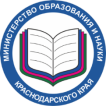 МИНИСТЕРСТВО ОБРАЗОВАНИЯ И НАУКИ
КРАСНОДАРСКОГО КРАЯ